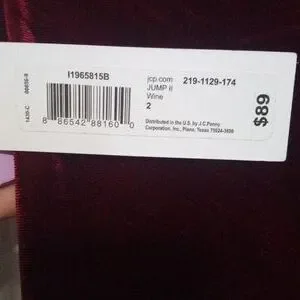 I1965815B
jcp.com 219-1129-174
JUMP II
Wine
2
8 86542 88160 0
Distributed in the U.S. by J.C.Penny
Corporation, Inc., Plano, Texas 75024-3698
$89
1435-C